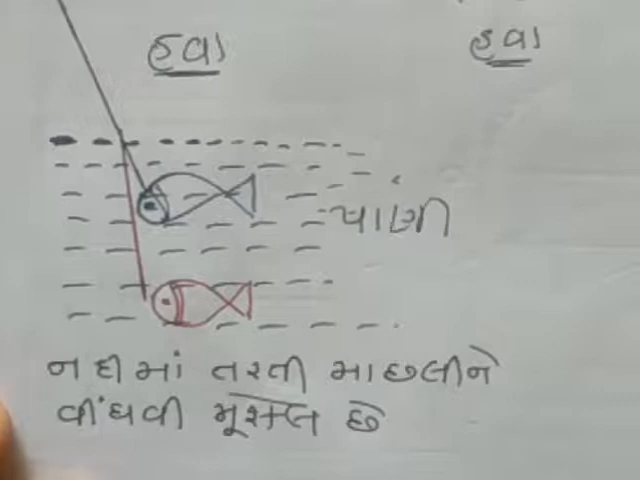 હવા
હવા
પાણી
નદીમાં તરતી માછલીને
વીંધવી મુશ્કેલ છે